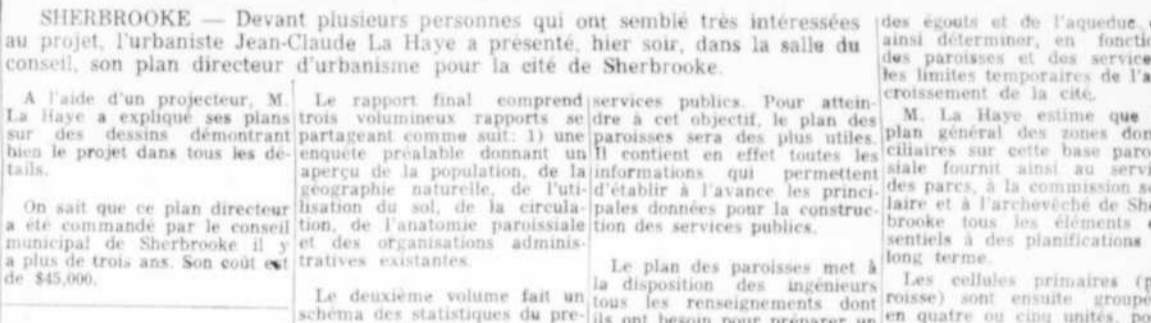 SHERBROOKE — Devant plusieurs personnes qui ont semblé très intéressées
au projet, l'urbaniste Jean-Claude La Haye a présenté, hier soir, dans la salle du
conseil, son plan directeur d'urbanisme pour la cité de Sherbrooke.
A l'aide d'un projecteur, M.
La Haye a expliqué ses plans
sur des dessins démontrant
bien le projet dans tous les dé-
tails.
On sait que ce plan directeur
a été commandé par le conseil
municipal de Sherbrooke il y
a plus de trois ans. Son coût est
de $45,000.
Le rapport final comprend
trois volumineux rapports se
partageant comme suit: 1) une
enquête préalable donnant un
aperçu de la population, de la
géographie naturelle, de l'uti-
lisation du sol, de la circula-
tion, de l'anatomie paroissiale
et des organisations adminis-
tratives existantes.
Le deuxième volume fait un
schéma des statistiques du pre-
services publics. Pour attein-
dre à cet objectif, le plan des
paroisses sera des plus utiles.
Il contient en effet toutes les
informations qui permettent
d'établir à l'avance les princi-
pales données pour la construc-
tion des services publics.
Le plan des paroisses met à
la disposition des ingénieurs
tous les renseignements dont
ils ont besoin pour préparer un
des égouts et de l'aqueduc,
ainsi déterminer, en foncti
des paroisses et des service
les limites temporaires de l'a
croissement de la cité.
M. La Haye estime que
plan général des zones dom
ciliaires sur cette base paro
siale fournit ainsi au servi
des parcs, à la commission sc
laire et à l'archevêché de She
brooke tous les éléments
sentiels à des planifications
long terme.
Les cellules primaires (p
roisse) sont ensuite groupé
en quatre ou cinq unités, po